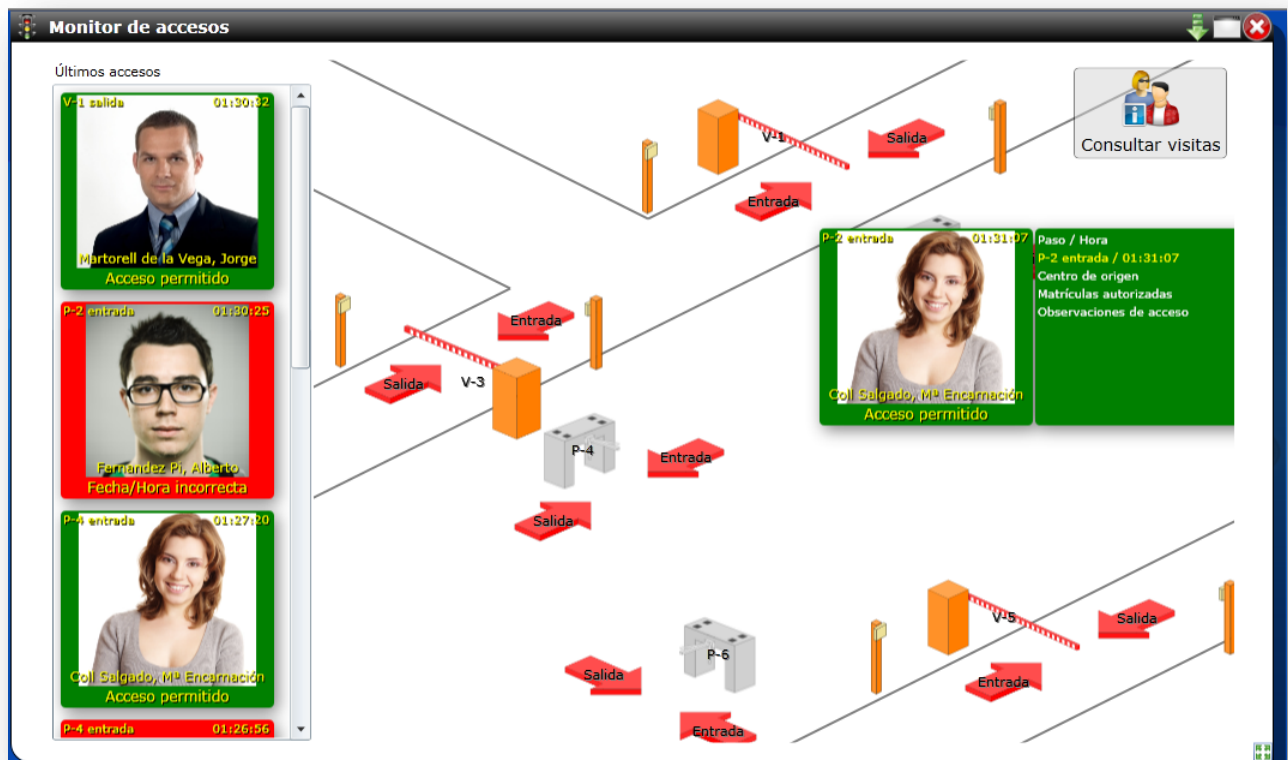 Monitor de accesos
Últimos accesos
V-1 salida 01:30:32
Martorell de la Vega, Jorge
Acceso permitido
P-2 entrada 01:30:25
Fernandez Pi, Alberto
Fecha/Hora incorrecta
P-4 entrada 01:27:20
Coll Salgado, Mª Encarnación
Acceso permitido
P-4 entrada 01:26:56
V-1
Salida
Entrada
Consultar visitas
P-2 entrada 01:31:07
Coll Salgado, Mª Encarnación
Acceso permitido
Paso / Hora
P-2 entrada / 01:31:07
Centro de origen
Matrículas autorizadas
Observaciones de acceso
Entrada
Salida
V-3
P-4
Entrada
Salida
V-5
Salida
Entrada
P-6
Salida
Entrada